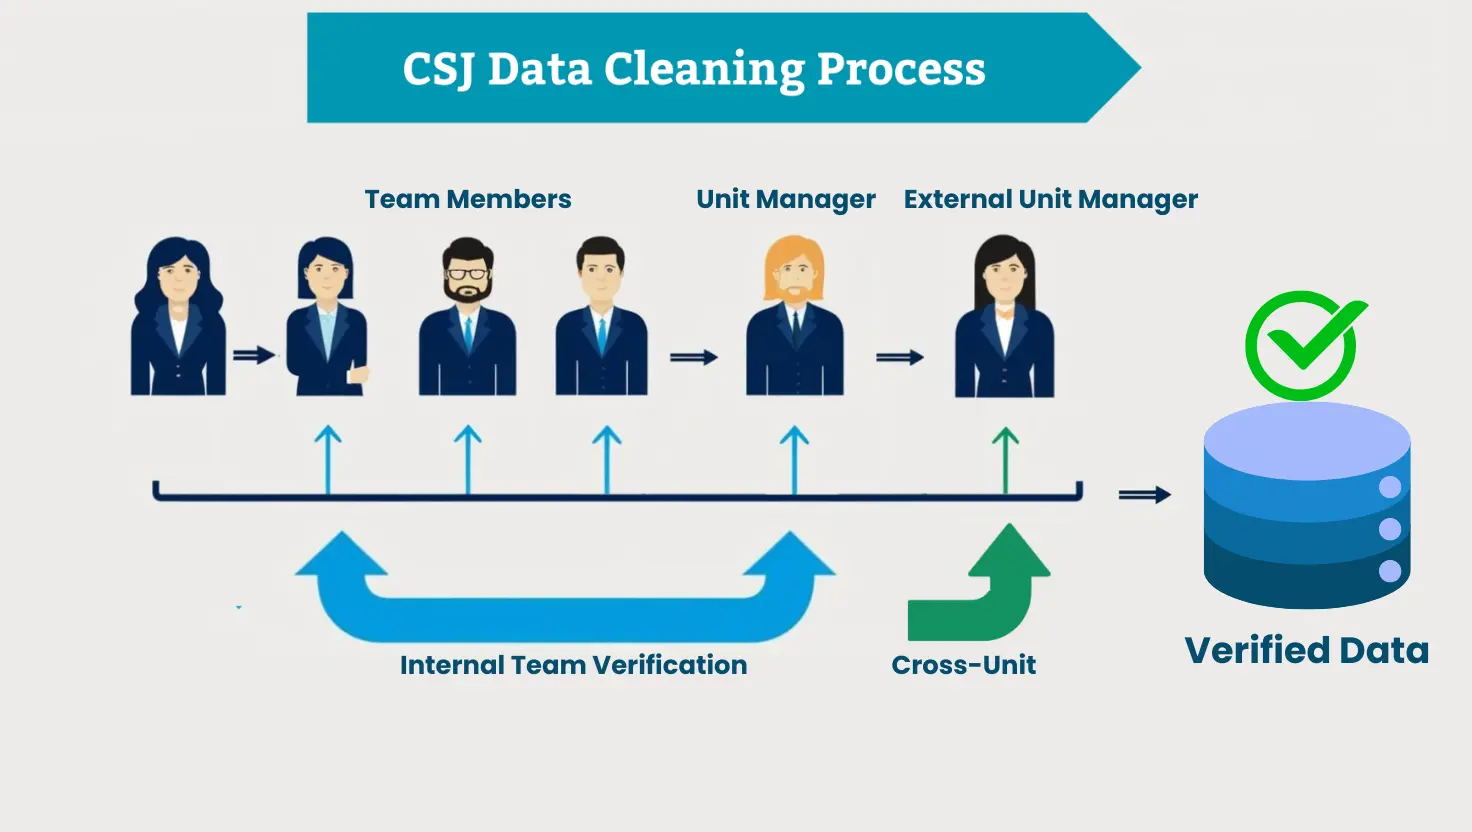 CSJ Data Cleaning Process
Team Members
Unit Manager
External Unit Manager
Internal Team Verification
Cross-Unit
Verified Data